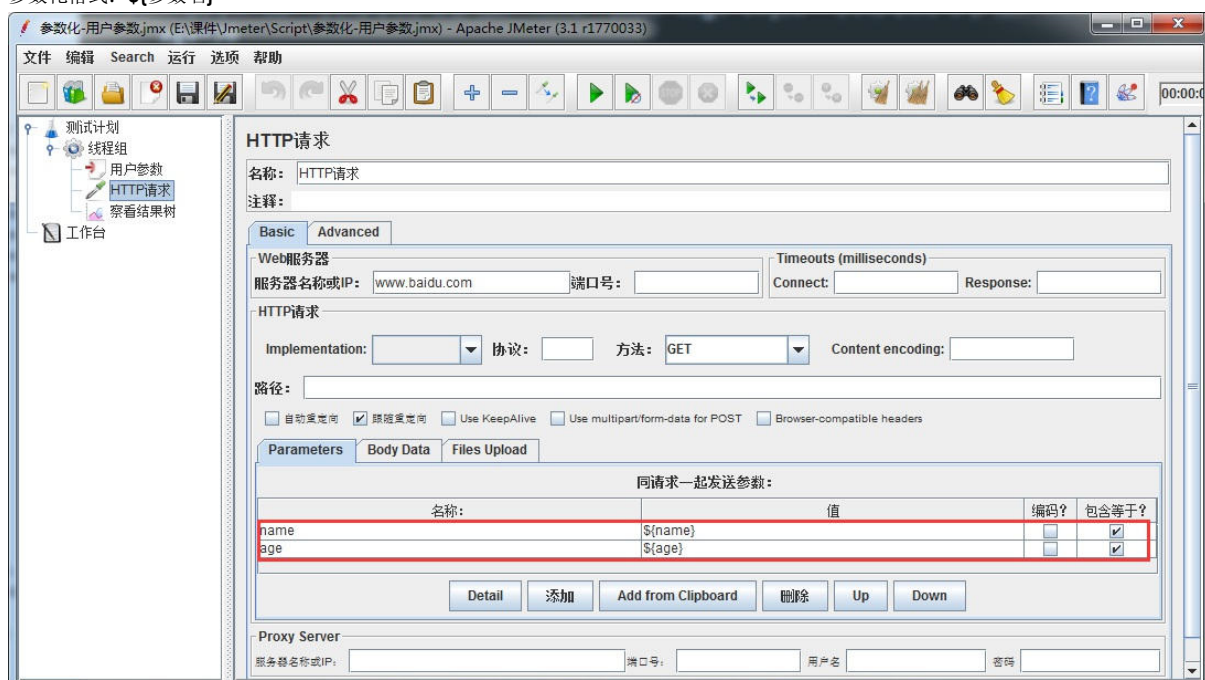 参数化格式：${参数名}
参数化-用户参数.jmx (E:\课件\Jmeter\Script\参数化-用户参数.jmx) - Apache JMeter (3.1 r1770033)
文件 编辑 Search 运行 选项 帮助
00:00:0
测试计划
线程组
用户参数
HTTP请求
察看结果树
工作台
HTTP请求
名称： HTTP请求
注释：
Basic Advanced
Web服务器 Timeouts (milliseconds)
服务器名称或IP： www.baidu.com 端口号： Connect: Response:
HTTP请求
Implementation: 协议： 方法： GET Content encoding:
路径：
自动重定向 跟随重定向 Use KeepAlive Use multipart/form-data for POST Browser-compatible headers
Parameters Body Data Files Upload
同请求一起发送参数：
名称： 值 编码? 包含等于?
name ${name}
age ${age}
Detail 添加 Add from Clipboard 删除 Up Down
Proxy Server
服务器名称或IP： 端口号： 用户名 密码